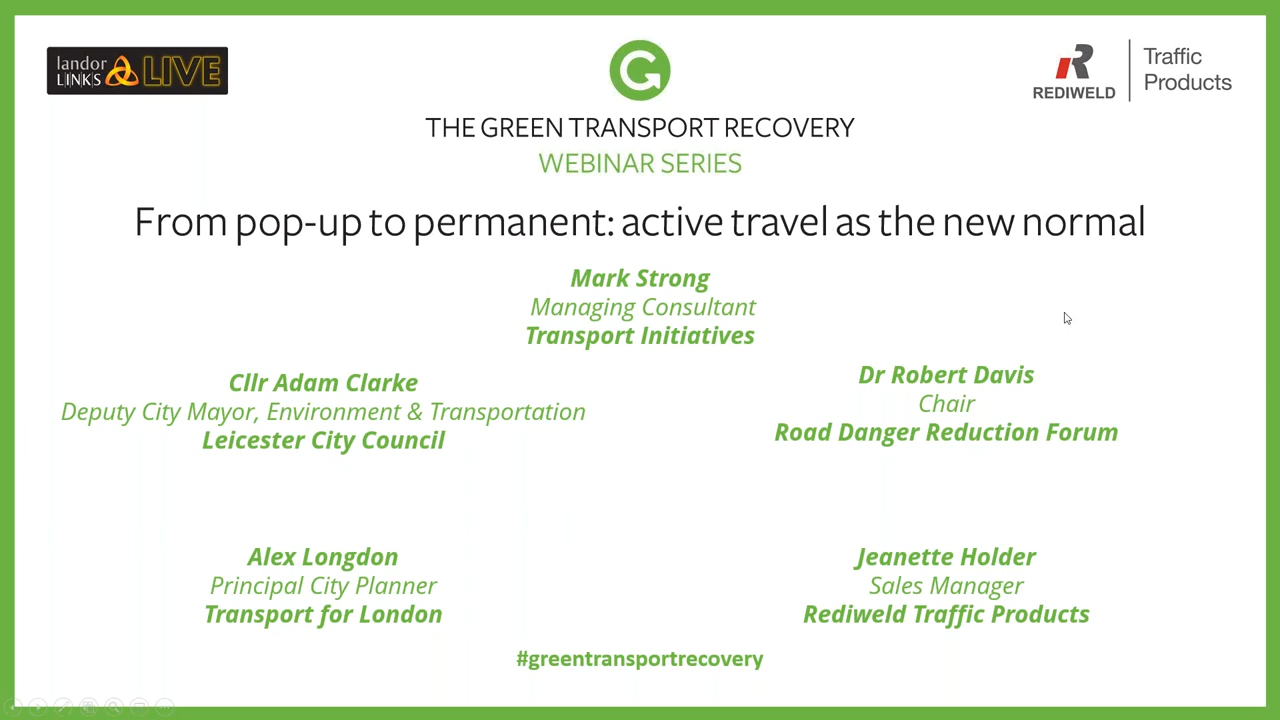 landor
LINKS LIVE
G
REDIWELD
Traffic
Products
THE GREEN TRANSPORT RECOVERY
WEBINAR SERIES
From pop-up to permanent: active travel as the new normal
Mark Strong
Managing Consultant
Transport Initiatives
Cllr Adam Clarke
Deputy City Mayor, Environment & Transportation
Leicester City Council
Dr Robert Davis
Chair
Road Danger Reduction Forum
Alex Longdon
Principal City Planner
Transport for London
Jeanette Holder
Sales Manager
Rediweld Traffic Products
#greentransportrecovery